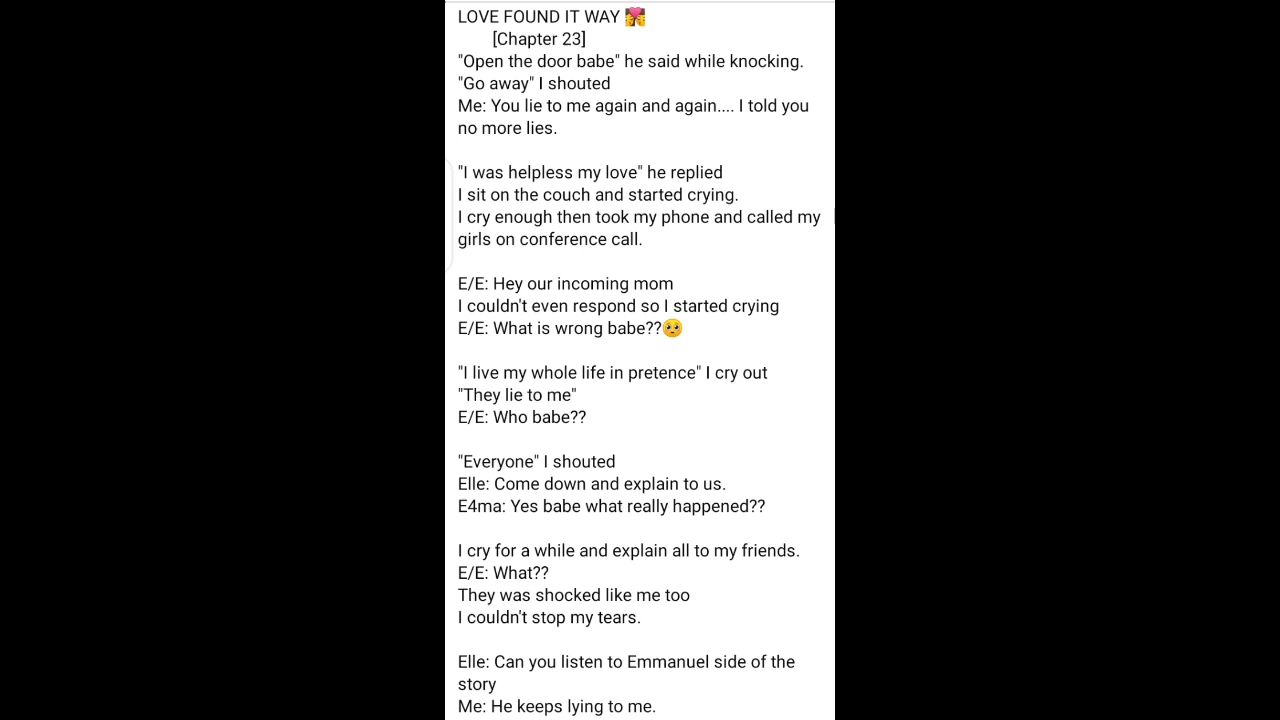 LOVE FOUND IT WAY 💏
[Chapter 23]
"Open the door babe" he said while knocking.
"Go away" I shouted
Me: You lie to me again and again.... I told you
no more lies.
"I was helpless my love" he replied
I sit on the couch and started crying.
I cry enough then took my phone and called my
girls on conference call.
E/E: Hey our incoming mom
I couldn't even respond so I started crying
E/E: What is wrong babe??🥺
"I live my whole life in pretence" I cry out
"They lie to me"
E/E: Who babe??
"Everyone" I shouted
Elle: Come down and explain to us.
E4ma: Yes babe what really happened??
I cry for a while and explain all to my friends.
E/E: What??
They was shocked like me too
I couldn't stop my tears.
Elle: Can you listen to Emmanuel side of the
story
Me: He keeps lying to me.